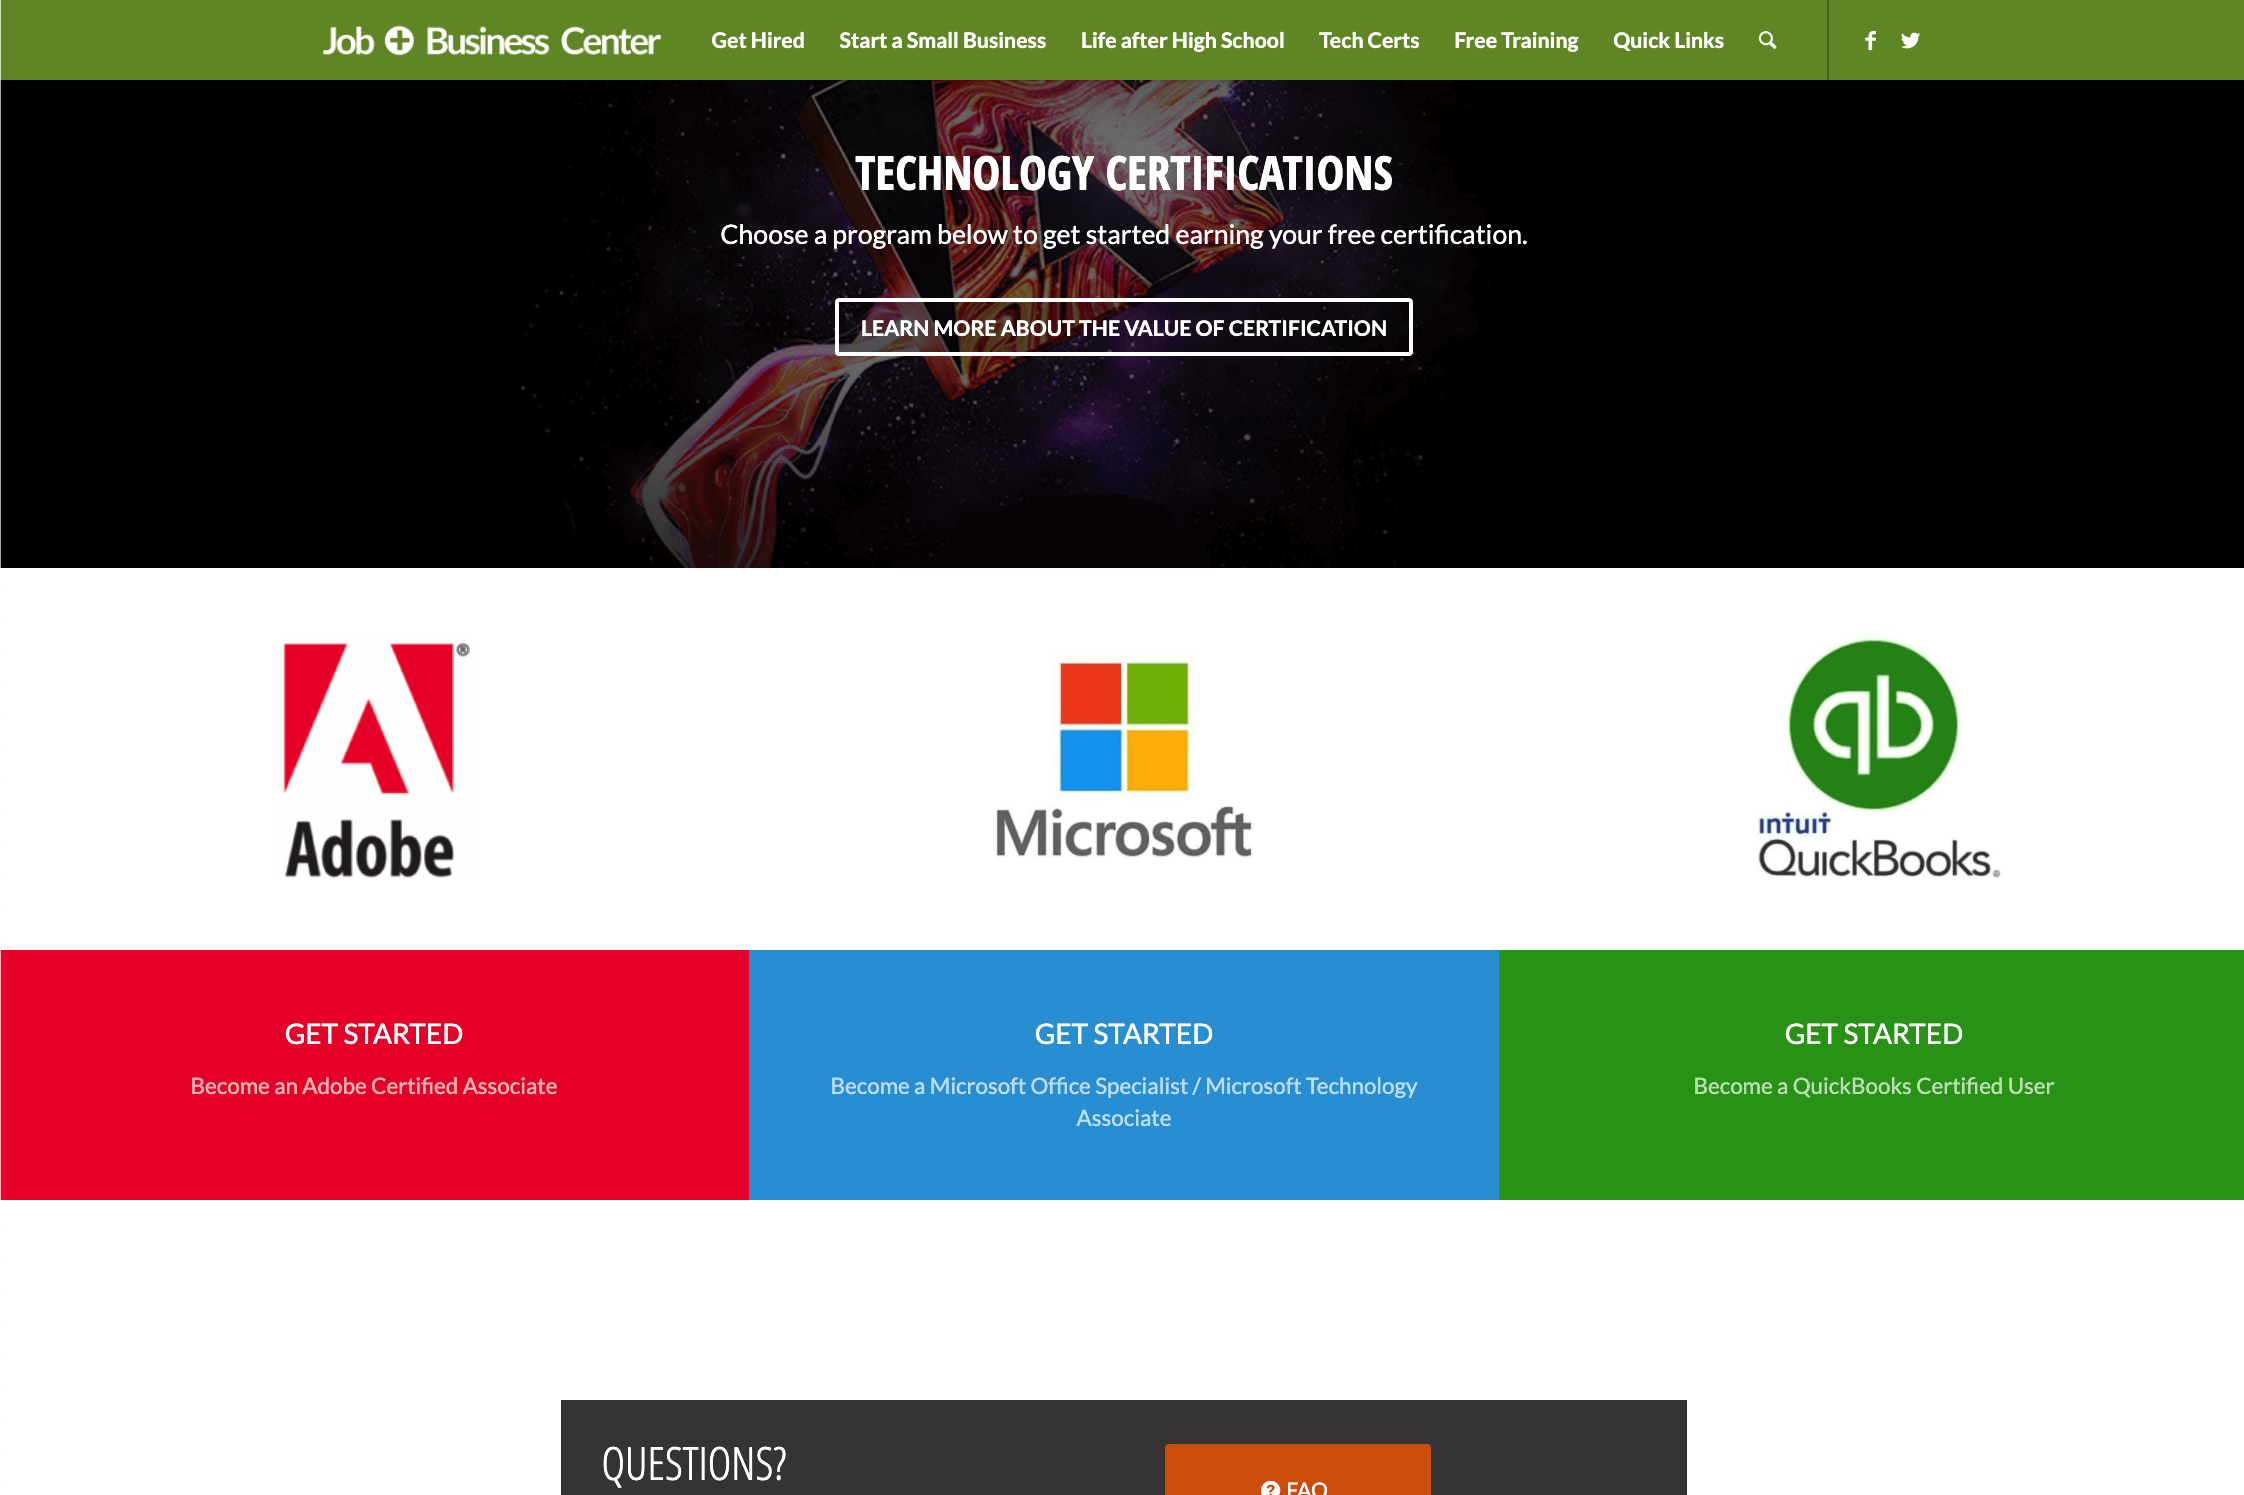 Job + Business Center
Get Hired
Start a Small Business
Life after High School
Tech Certs
Free Training
Quick Links
TECHNOLOGY CERTIFICATIONS
Choose a program below to get started earning your free certification.
LEARN MORE ABOUT THE VALUE OF CERTIFICATION
Adobe®
Microsoft
qb
intuit
QuickBooks®
GET STARTED
Become an Adobe Certified Associate
GET STARTED
Become a Microsoft Office Specialist / Microsoft Technology
Associate
GET STARTED
Become a QuickBooks Certified User
QUESTIONS?
FAQ